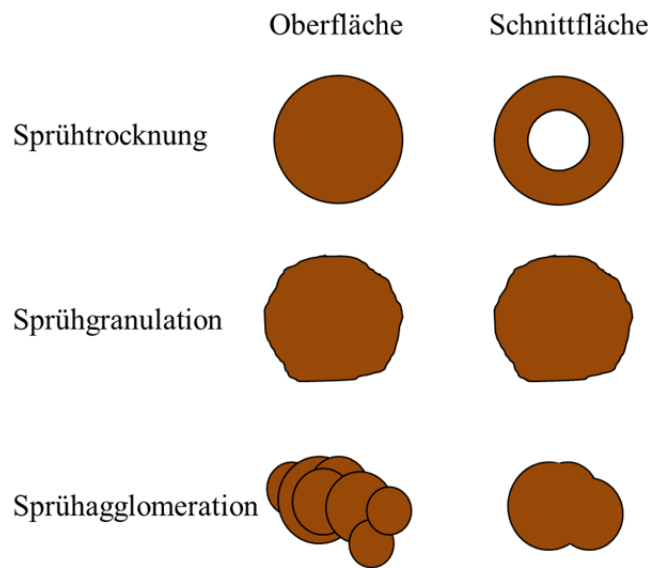 Oberfläche Schnittfläche
Sprühtrocknung
Sprühgranulation
Sprühagglomeration